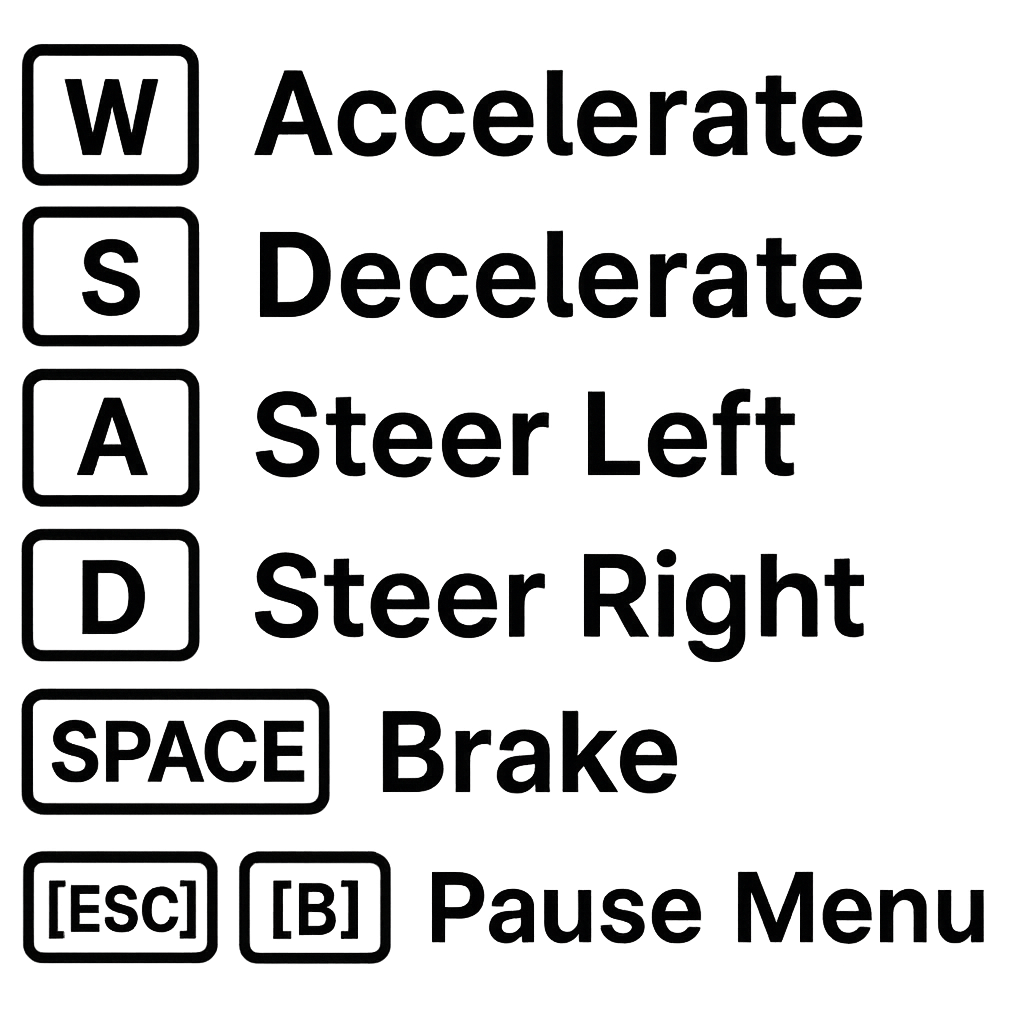 W Accelerate
S Decelerate
A Steer Left
D Steer Right
SPACE Brake
[ESC] [B] Pause Menu